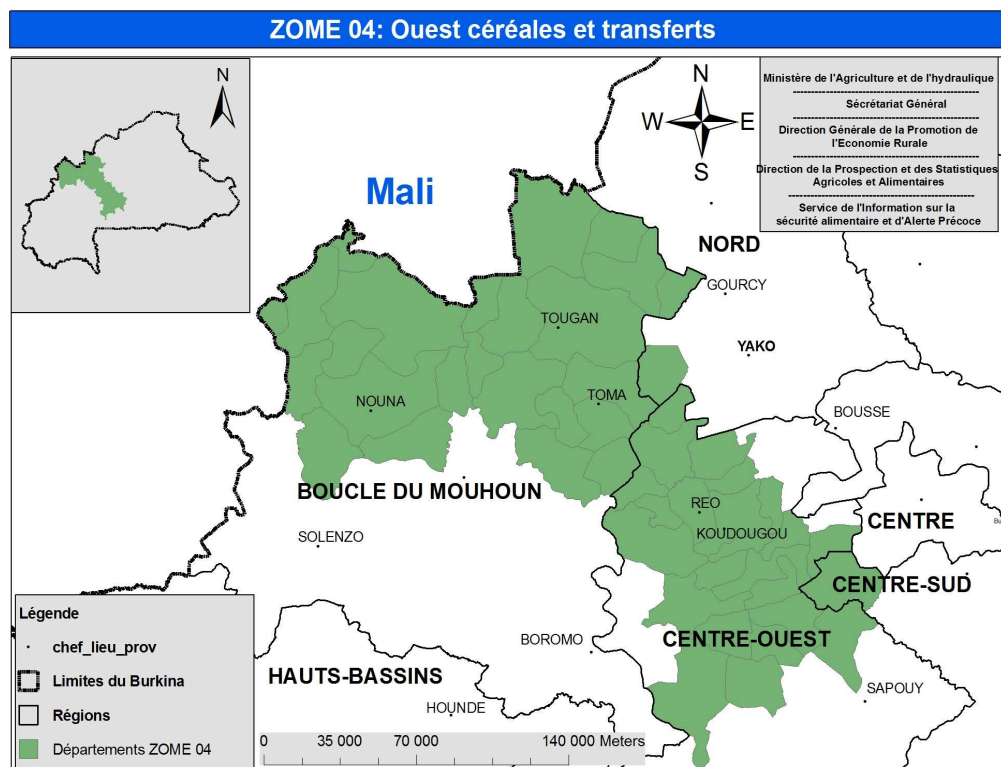 ZOME 04: Ouest céréales et transferts
N
N
W
E
S
Ministère de l'Agriculture et de l'hydraulique
Sécrétariat Général
Direction Générale de la Promotion de
l'Economie Rurale
Direction de la Prospection et des Statistiques
Agricoles et Alimentaires
Service de l'Information sur la
sécurité alimentaire et d'Alerte Précoce
Mali
NORD
GOURCY
TOUGAN
YAKO
NOUNA
TOMA
BOUSSE
BOUCLE DU MOUHOUN
REO
CENTRE
Bu
SOLENZO
KOUDOUGOU
CENTRE-SUD
BOROMO
CENTRE-OUEST
HAUTS-BASSINS
SAPOUY
HOUNDE
Légende
chef_lieu_prov
Limites du Burkina
Régions
Départements ZOME 04
0 35 000 70 000 140 000 Meters